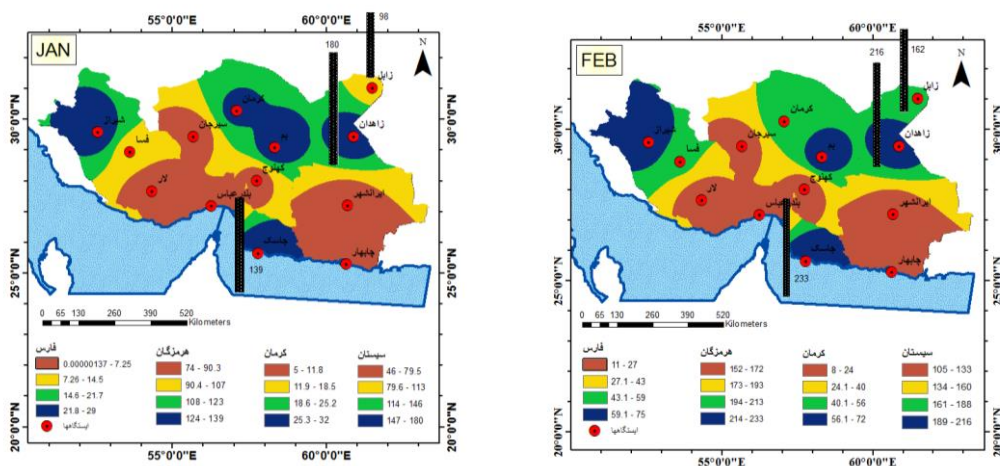 55°0'0"E
60°0'0"E
98
180
JAN
N
زابل
کرمان
شیراز
سیرجان
زاهدان
بم
فسا
کهنوج
لار
ایرانشهر
بندرعباس
جاسک
چابهار
139
30°0'0"N
25°0'0"N
20°0'0"N
0 65 130 260 390 520
Kilometers
فارس
0.00000137 - 7.25
7.26 - 14.5
14.6 - 21.7
21.8 - 29
ایستگاهها
هرمزگان
74 - 90.3
90.4 - 107
108 - 123
124 - 139
کرمان
5 - 11.8
11.9 - 18.5
18.6 - 25.2
25.3 - 32
سیستان
46 - 79.5
79.6 - 113
114 - 146
147 - 180
55°0'0"E
60°0'0"E
216
162
FEB
N
زابل
کرمان
شیراز
سیرجان
زاهدان
بم
فسا
کهنوج
لار
ایرانشهر
بندرعباس
جاسک
چابهار
233
30°0'0"N
25°0'0"N
20°0'0"N
0 65 130 260 390 520
Kilometers
فارس
11 - 27
27.1 - 43
43.1 - 59
59.1 - 75
ایستگاهها
هرمزگان
152 - 172
173 - 193
194 - 213
214 - 233
کرمان
8 - 24
24.1 - 40
40.1 - 56
56.1 - 72
سیستان
105 - 133
134 - 160
161 - 188
189 - 216